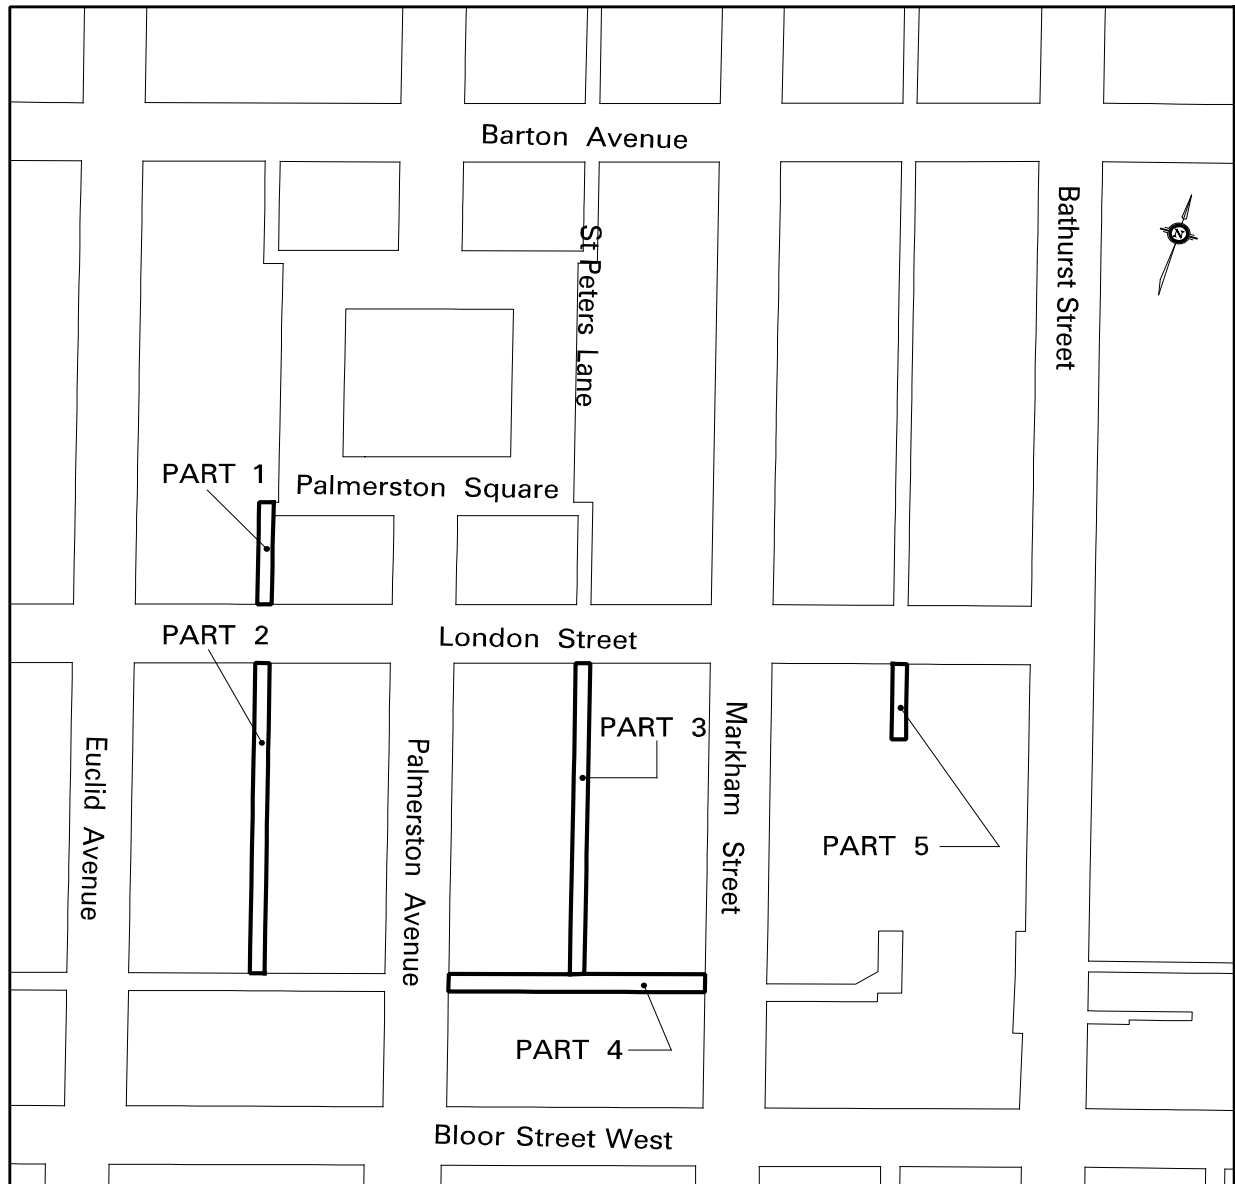 Barton Avenue
Bathurst Street
N
St Peters Lane
PART 1
Palmerston Square
PART 2
London Street
PART 3
Markham Street
Euclid Avenue
Palmerston Avenue
PART 5
PART 4
Bloor Street West